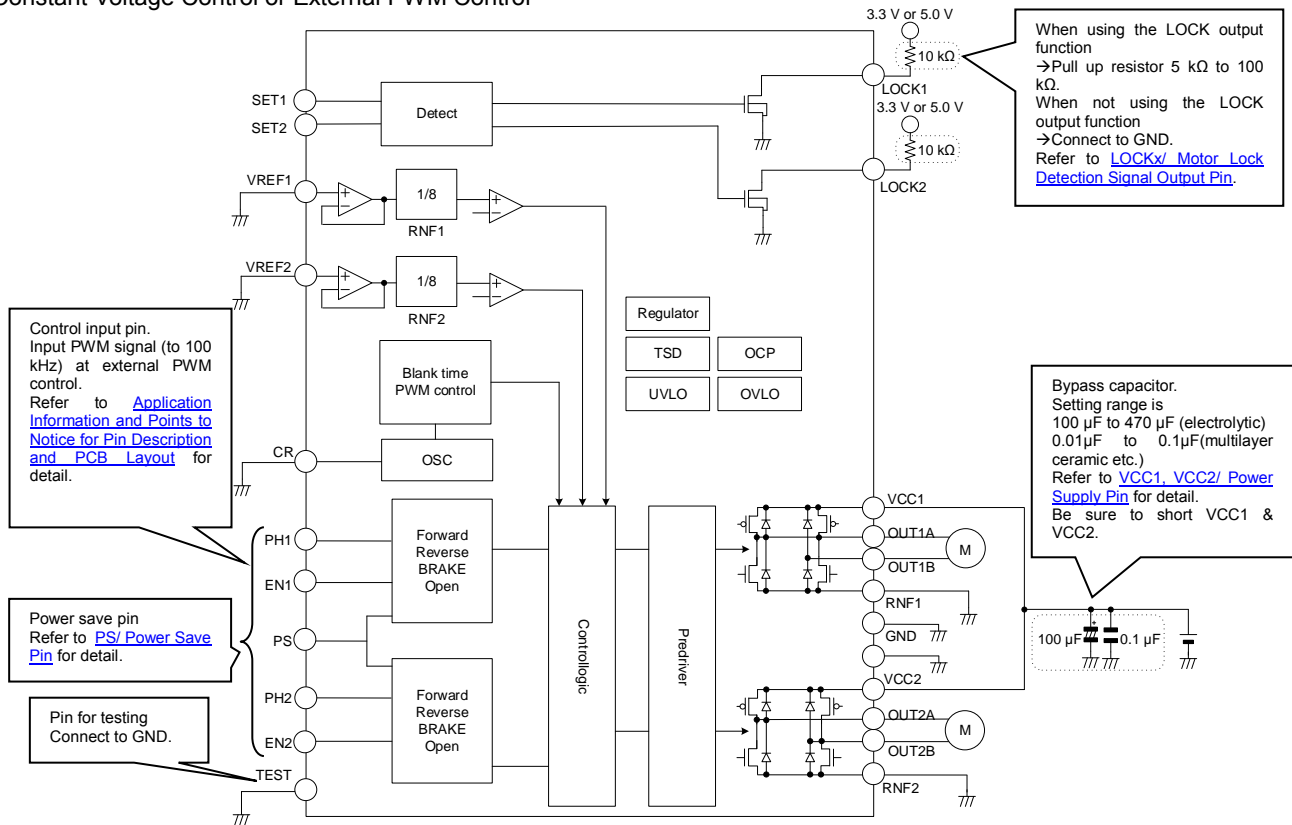 Constant Voltage Control or External PWM Control
3.3 V or 5.0 V
10 kΩ
LOCK1
3.3 V or 5.0 V
10 kΩ
LOCK2
When using the LOCK output
function
→Pull up resistor 5 kΩ to 100
kΩ.
When not using the LOCK
output function
→Connect to GND.
Refer to LOCKx/ Motor Lock
Detection Signal Output Pin.
SET1
SET2
Detect
VREF1
1/8
RNF1
VREF2
1/8
RNF2
Regulator
TSD
OCP
UVLO
OVLO
Control input pin.
Input PWM signal (to 100
kHz) at external PWM
control.
Refer to Application
Information and Points to
Notice for Pin Description
and PCB Layout for
detail.
Blank time
PWM control
CR
OSC
Bypass capacitor.
Setting range is
100 µF to 470 µF (electrolytic)
0.01µF to 0.1µF(multilayer
ceramic etc.)
Refer to VCC1, VCC2/ Power
Supply Pin for detail.
Be sure to short VCC1 &
VCC2.
PH1
EN1
PS
PH2
EN2
TEST
Forward
Reverse
BRAKE
Open
Forward
Reverse
BRAKE
Open
Controllogic
Predriver
VCC1
OUT1A
M
OUT1B
RNF1
GND
VCC2
OUT2A
M
OUT2B
RNF2
+
100 µF
0.1 µF
Power save pin
Refer to PS/ Power Save
Pin for detail.
Pin for testing
Connect to GND.